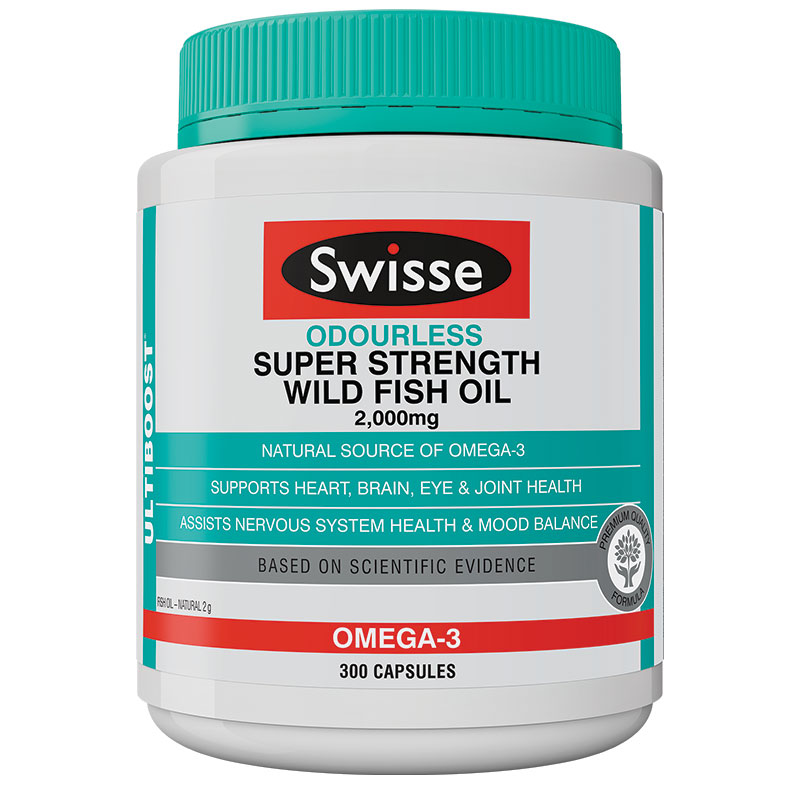 Swisse
ODOURLESS
SUPER STRENGTH
WILD FISH OIL
2,000mg
NATURAL SOURCE OF OMEGA-3
SUPPORTS HEART, BRAIN, EYE & JOINT HEALTH
ASSISTS NERVOUS SYSTEM HEALTH & MOOD BALANCE
BASED ON SCIENTIFIC EVIDENCE
PREMIUM QUALITY
FORMULA
ULTIBOOST®
FISH OIL – NATURAL 2 g
OMEGA-3
300 CAPSULES